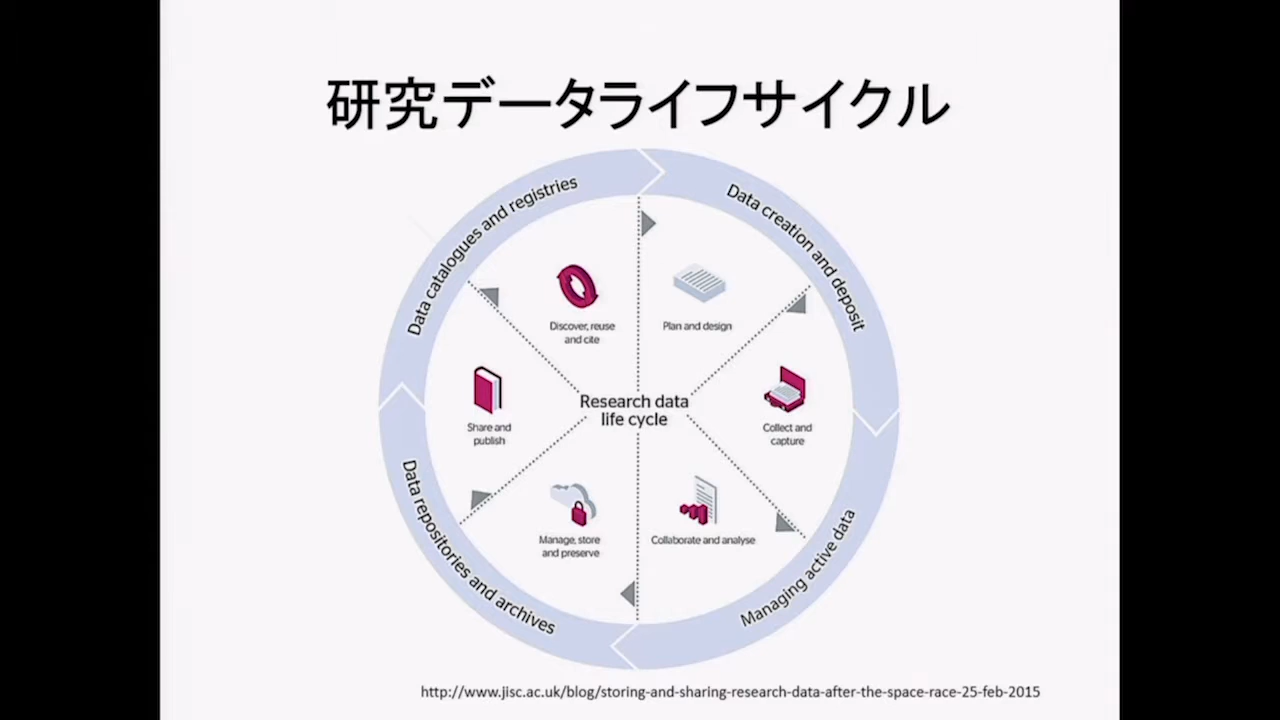 研究データライフサイクル
Data catalogues and registries
Data creation and deposit
Discover, reuse
and cite
Plan and design
Share and
publish
Research data
life cycle
Collect and
capture
Manage, store
and preserve
Collaborate and analyse
Data repositories and archives
Managing active data
http://www.jisc.ac.uk/blog/storing-and-sharing-research-data-after-the-space-race-25-feb-2015